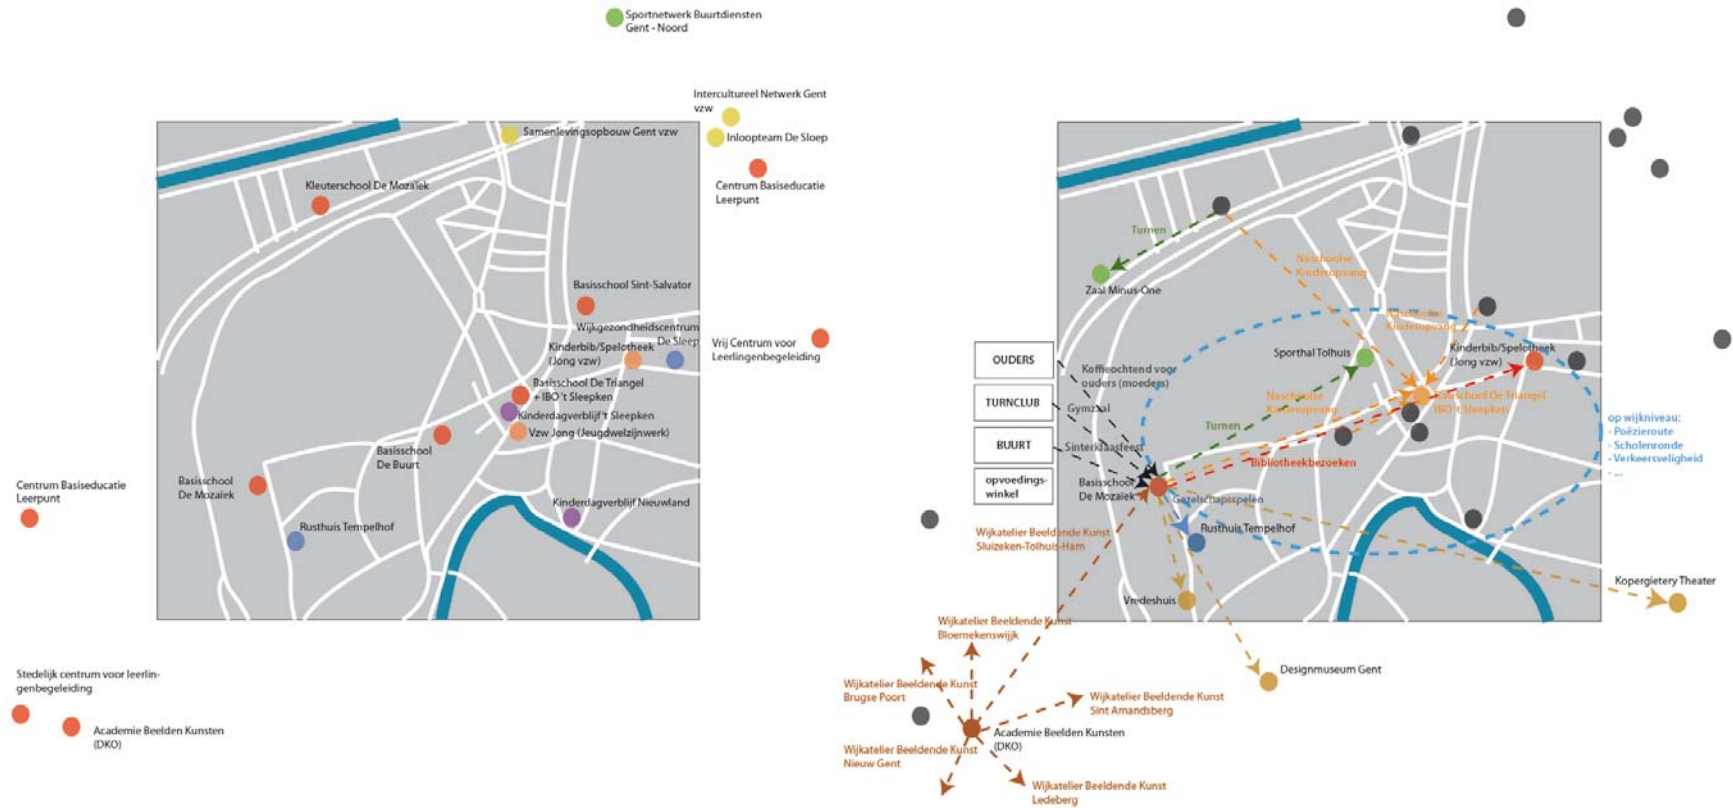 Sportnetwerk Buurtdiensten
Gent - Noord
Intercultureel Netwerk Gent
vzw
Samenlevingsopbouw Gent vzw
Inloopteam De Sloep
Centrum Basiseducatie
Leerpunt
Kleuterschool De Mozaïek
Basisschool Sint-Salvator
Wijkgezondheidscentrum
De Sleep
Kinderbib/Spelotheek
(Jong vzw)
Vrij Centrum voor
Leerlingenbegeleiding
Basisschool De Triangel
+ IBO 't Sleepken
Kinderdagverblijf 't Sleepken
Vzw Jong (Jeugdwelzijnwerk)
Basisschool
De Buurt
Basisschool
De Mozaïek
Centrum Basiseducatie
Leerpunt
Kinderdagverblijf Nieuwland
Rusthuis Tempelhof
Stedelijk centrum voor leerlin-
genbegeleiding
Academie Beelden Kunsten
(DKO)
Turnen
Naschoolse
Kinderopvang
Zaal Minus-One
Naschoolse
Kinderopvang
Sporthal Tolhuis
Kinderbib/Spelotheek
(Jong vzw)
OUDERS
Koffieochtend voor
ouders (moeders)
TURNCLUB
Gymzaal
Naschoolse
Kinderopvang
Basisschool De Triangel
IBO 't Sleepken
op wijkniveau:
- Poëzieroute
- Scholenronde
- Verkeersveligheid
- ...
Turnen
BUURT
Sinterklaasfeest
Bibliotheekbezoeken
opvoedings-
winkel
Basisschool
De Mozaïek
Gezelschapsspelen
Rusthuis Tempelhof
Wijkatelier Beeldende Kunst
Sluizeken-Tolhuis-Ham
Kopergietery Theater
Vredeshuis
Wijkatelier Beeldende Kunst
Bloemekenswijjk
Designmuseum Gent
Wijkatelier Beeldende Kunst
Brugse Poort
Wijkatelier Beeldende Kunst
Sint Amandsberg
Academie Beelden Kunsten
(DKO)
Wijkatelier Beeldende Kunst
Nieuw Gent
Wijkatelier Beeldende Kunst
Ledeberg